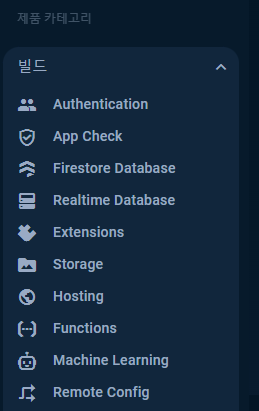 제품 카테고리
빌드
Authentication
App Check
Firestore Database
Realtime Database
Extensions
Storage
Hosting
Functions
Machine Learning
Remote Config